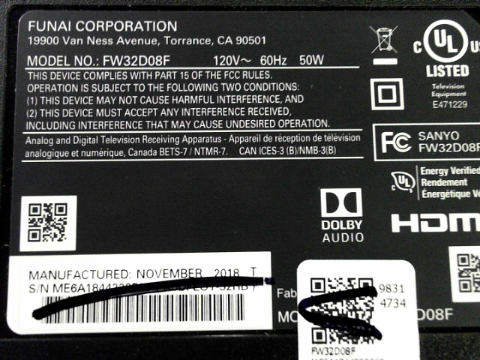 FUNAI CORPORATION
19900 Van Ness Avenue, Torrance, CA 90501
MODEL NO.: FW32D08F 120V~ 60Hz 50W
THIS DEVICE COMPLIES WITH PART 15 OF THE FCC RULES.
OPERATION IS SUBJECT TO THE FOLLOWING TWO CONDITIONS:
(1) THIS DEVICE MAY NOT CAUSE HARMFUL INTERFERENCE, AND
(2) THIS DEVICE MUST ACCEPT ANY INTERFERENCE RECEIVED,
INCLUDING INTERFERENCE THAT MAY CAUSE UNDESIRED OPERATION.
Analog and Digital Television Receiving Apparatus - Appareil de réception de télévision
analogique et numérique, Canada BETS-7 / NTMR-7. CAN ICES-3 (B)/NMB-3(B)
C UL US
LISTED
Television
Equipment
E471229
FC SANYO
FW32D08F
UL Energy Verified
Rendement
Énergétique
DOLBY
AUDIO
HDMI
MANUFACTURED: NOVEMBER 2018
S/N
9831
4734
FW32D08F